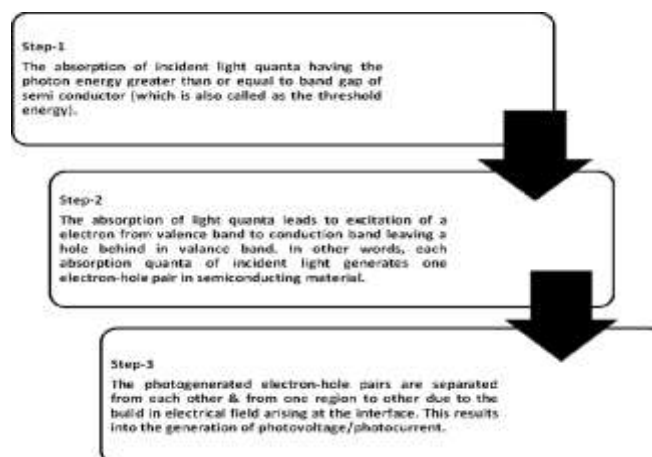 Step-1
The absorption of incident light quanta having the
photon energy greater than or equal to band gap of
semi conductor (which is also called as the threshold
energy).
Step-2
The absorption of light quanta leads to excitation of a
electron from valence band to conduction band leaving a
hole behind in valance band. In other words, each
absorption quanta of incident light generates one
electron-hole pair in semiconducting material.
Step-3
The photogenerated electron-hole pairs are separated
from each other & from one region to other due to the
build in electrical field arising at the interface. This results
into the generation of photovoltage/photocurrent.